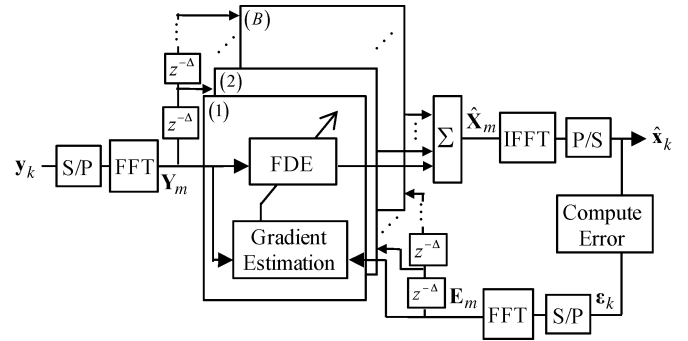 (B)
(2)
(1)
z^{-Δ}
z^{-Δ}
y_k
S/P
FFT
Y_m
FDE
Gradient
Estimation
Σ
X̂_m
IFFT
P/S
x̂_k
Compute
Error
z^{-Δ}
z^{-Δ}
E_m
FFT
S/P
ε_k